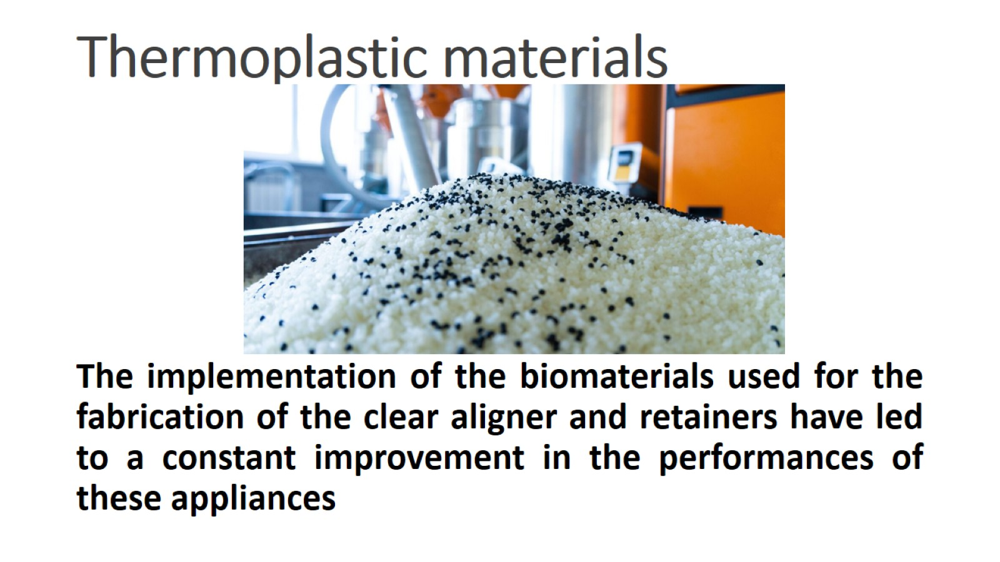 Thermoplastic materials
The implementation of the biomaterials used for the
fabrication of the clear aligner and retainers have led
to a constant improvement in the performances of
these appliances